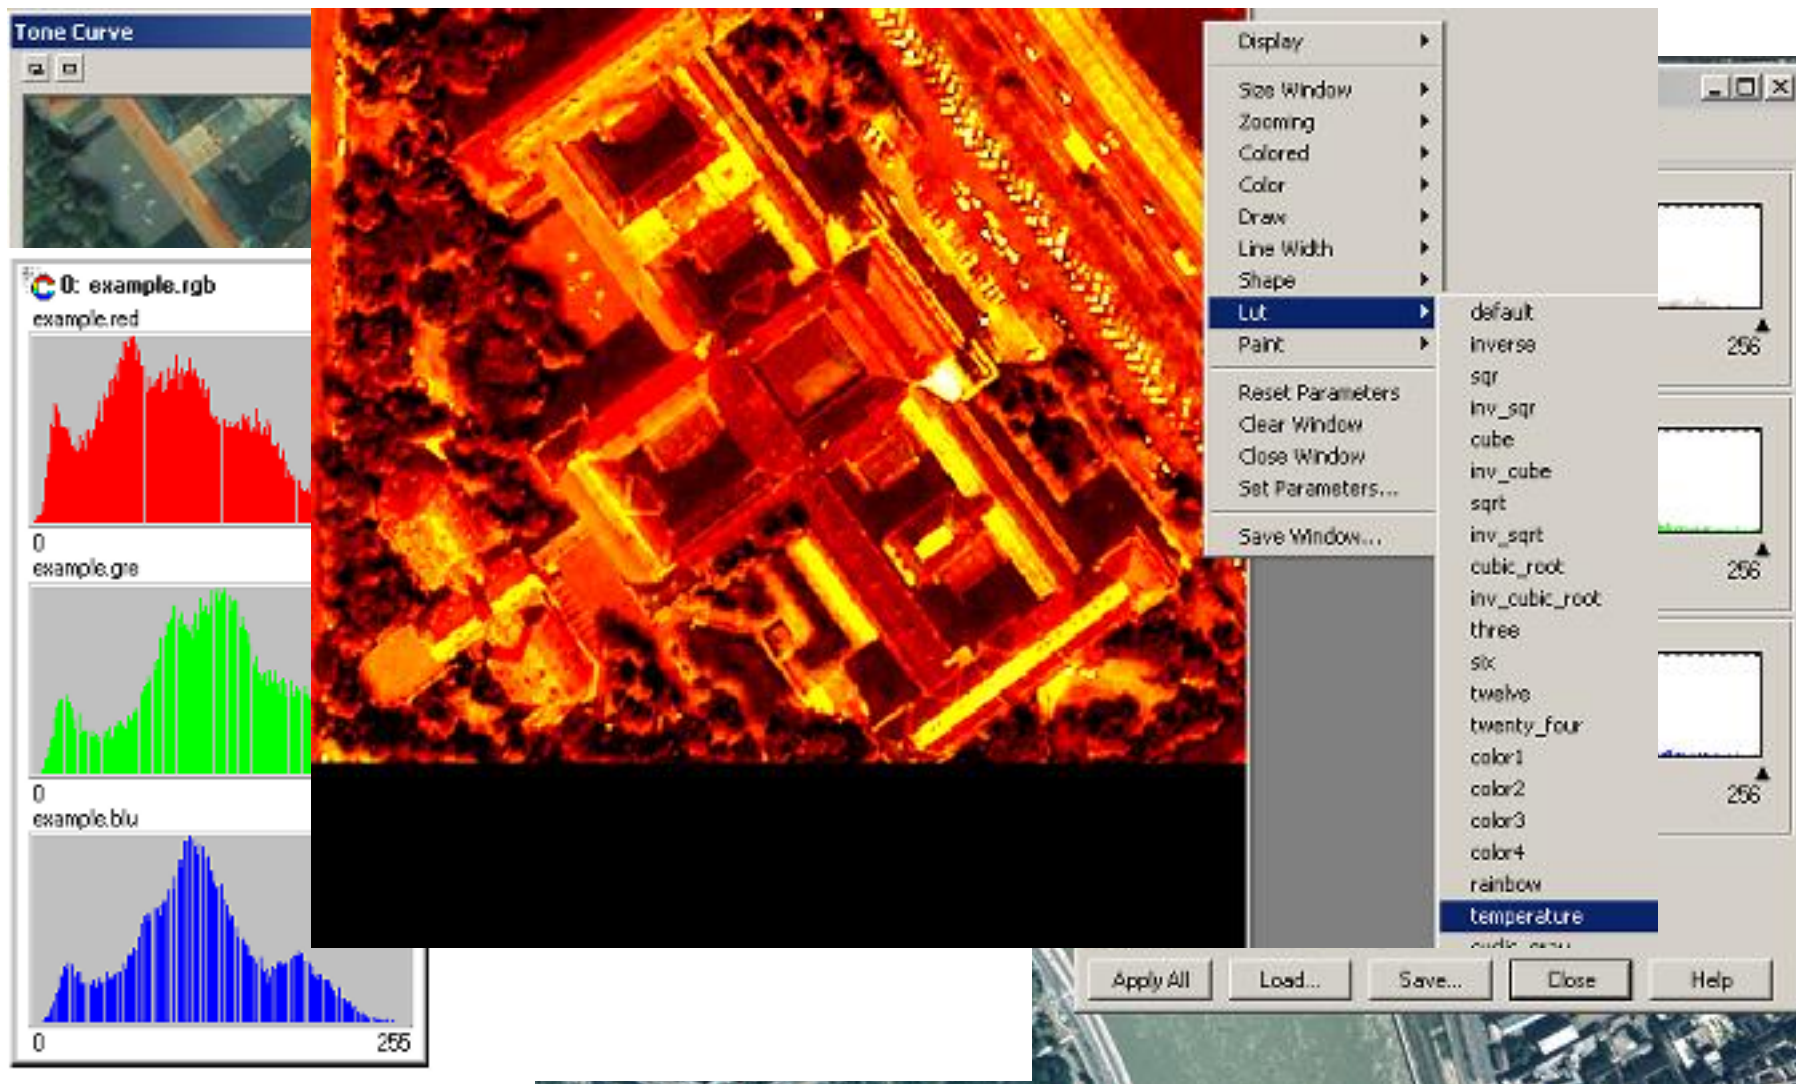 Tone Curve
0: example.rgb
example.red
0
example.gre
0
example.blu
0
255
Display
Size Window
Zooming
Colored
Color
Draw
Line Width
Shape
Lut
Paint
Reset Parameters
Clear Window
Close Window
Set Parameters...
Save Window...
default
inverse
sqr
inv_sqr
cube
inv_cube
sqrt
inv_sqrt
cubic_root
inv_cubic_root
three
six
twelve
twenty_four
color1
color2
color3
color4
rainbow
temperature
256
256
256
Apply All
Load...
Save...
Close
Help